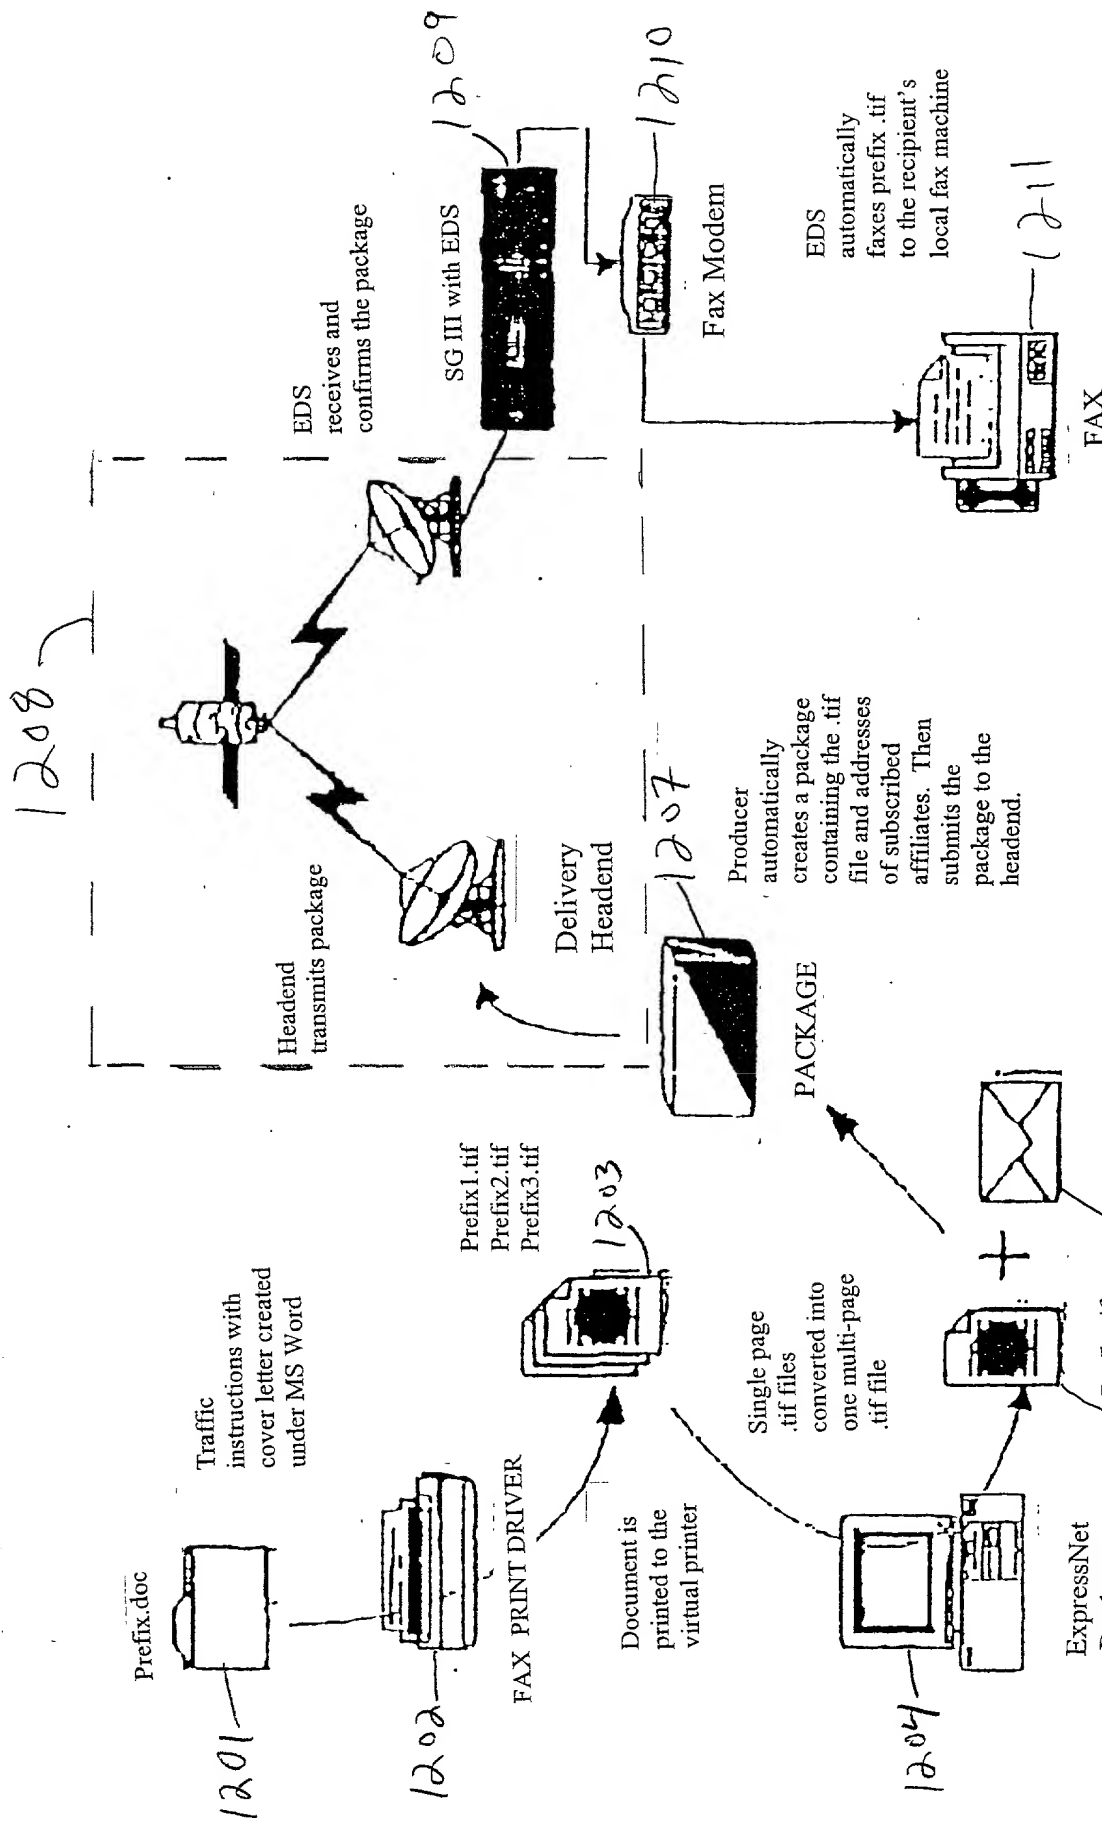 1208
Headend
transmits package
EDS
receives and
confirms the package
1209
SG III with EDS
Delivery
Headend
1210
Fax Modem
EDS
automatically
faxes prefix .tif
to the recipient's
local fax machine
1211
FAX
Prefix.doc
1201
Traffic
instructions with
cover letter created
under MS Word
1202
FAX PRINT DRIVER
Prefix1.tif
Prefix2.tif
Prefix3.tif
1203
Document is
printed to the
virtual printer
1207
PACKAGE
Producer
automatically
creates a package
containing the .tif
file and addresses
of subscribed
affiliates. Then
submits the
package to the
headend.
Single page
.tif files
converted into
one multi-page
.tif file
+
1204
ExpressNet